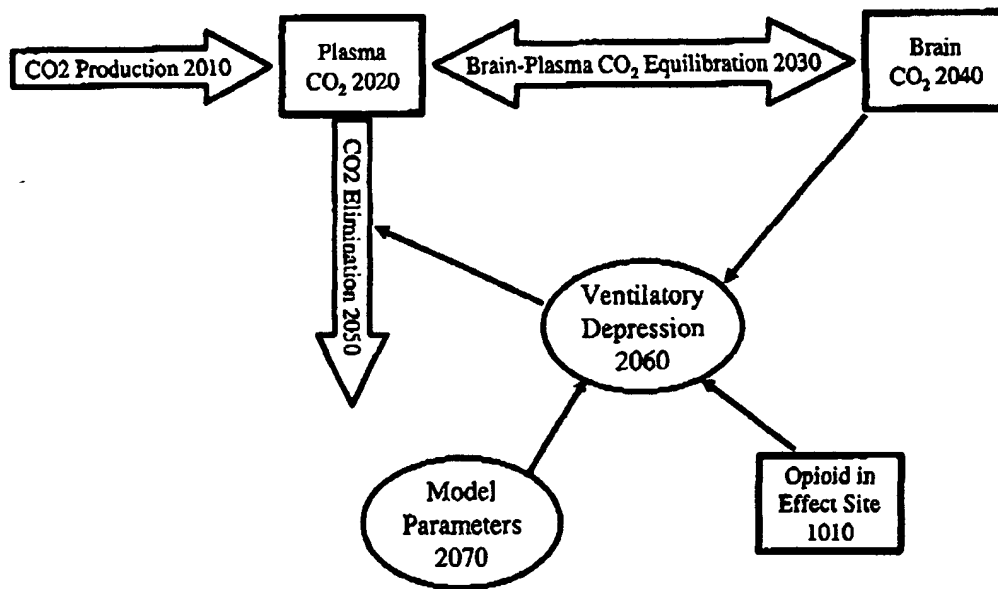 CO2 Production 2010
Plasma
CO₂ 2020
Brain-Plasma CO₂ Equilibration 2030
Brain
CO₂ 2040
CO2 Elimination 2050
Ventilatory
Depression
2060
Model
Parameters
2070
Opioid in
Effect Site
1010